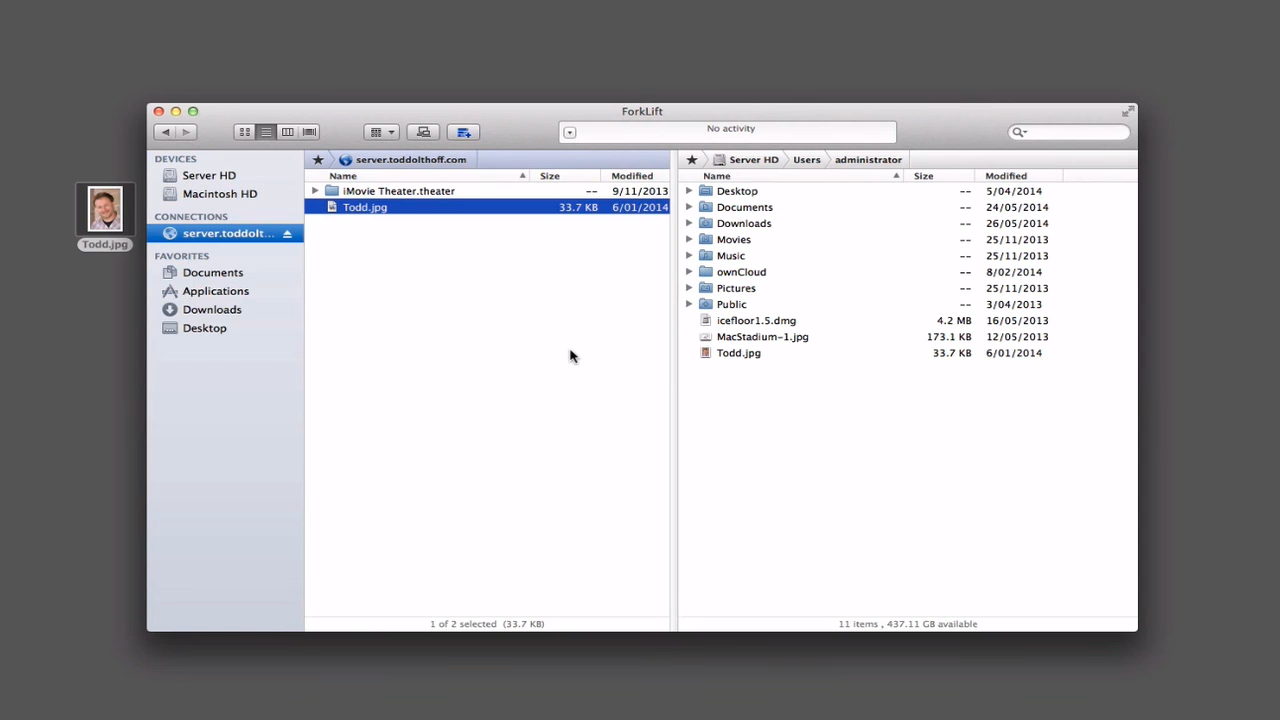 ForkLift
No activity
DEVICES
Server HD
Macintosh HD
CONNECTIONS
server.toddolt...
FAVORITES
Documents
Applications
Downloads
Desktop
server.toddolthoff.com
Name Size Modified
iMovie Theater.theater -- 9/11/2013
Todd.jpg 33.7 KB 6/01/2014
1 of 2 selected (33.7 KB)
Server HD Users administrator
Name Size Modified
Desktop -- 5/04/2014
Documents -- 24/05/2014
Downloads -- 26/05/2014
Movies -- 25/11/2013
Music -- 25/11/2013
ownCloud -- 8/02/2014
Pictures -- 25/11/2013
Public -- 3/04/2013
icefloor1.5.dmg 4.2 MB 16/05/2013
MacStadium-1.jpg 173.1 KB 12/05/2013
Todd.jpg 33.7 KB 6/01/2014
11 items , 437.11 GB available
Todd.jpg